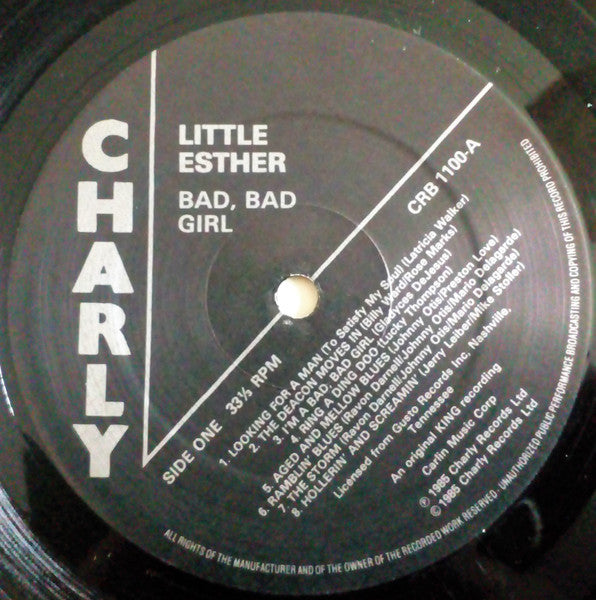 CHARLY
LITTLE
ESTHER
BAD, BAD
GIRL
CRB 1100-A
SIDE ONE 33⅓ RPM
1. LOOKING FOR A MAN (To Satisfy My Soul) (Latricia Walker)
2. THE DEACON MOVES IN (Billy Ward/Rose Marks)
3. I'M A BAD, BAD GIRL (Gladyces DeJesus)
4. RING A DING DOO (Lucky Thompson)
5. AGED AND MELLOW BLUES (Johnny Otis/Preston Love)
6. RAMBLIN' BLUES (Ravon Darnell/Johnny Otis/Mario Delagarde)
7. THE STORM (Ravon Darnell/Johnny Otis/Mario Delagarde)
8. HOLLERIN' AND SCREAMIN' (Jerry Leiber/Mike Stoller)
Licensed from Gusto Records Inc, Nashville,
Tennessee
An original KING recording
Carlin Music Corp
℗ 1985 Charly Records Ltd
© 1985 Charly Records Ltd
ALL RIGHTS OF THE MANUFACTURER AND OF THE OWNER OF THE RECORDED WORK RESERVED - UNAUTHORIZED PUBLIC PERFORMANCE BROADCASTING AND COPYING OF THIS RECORD PROHIBITED